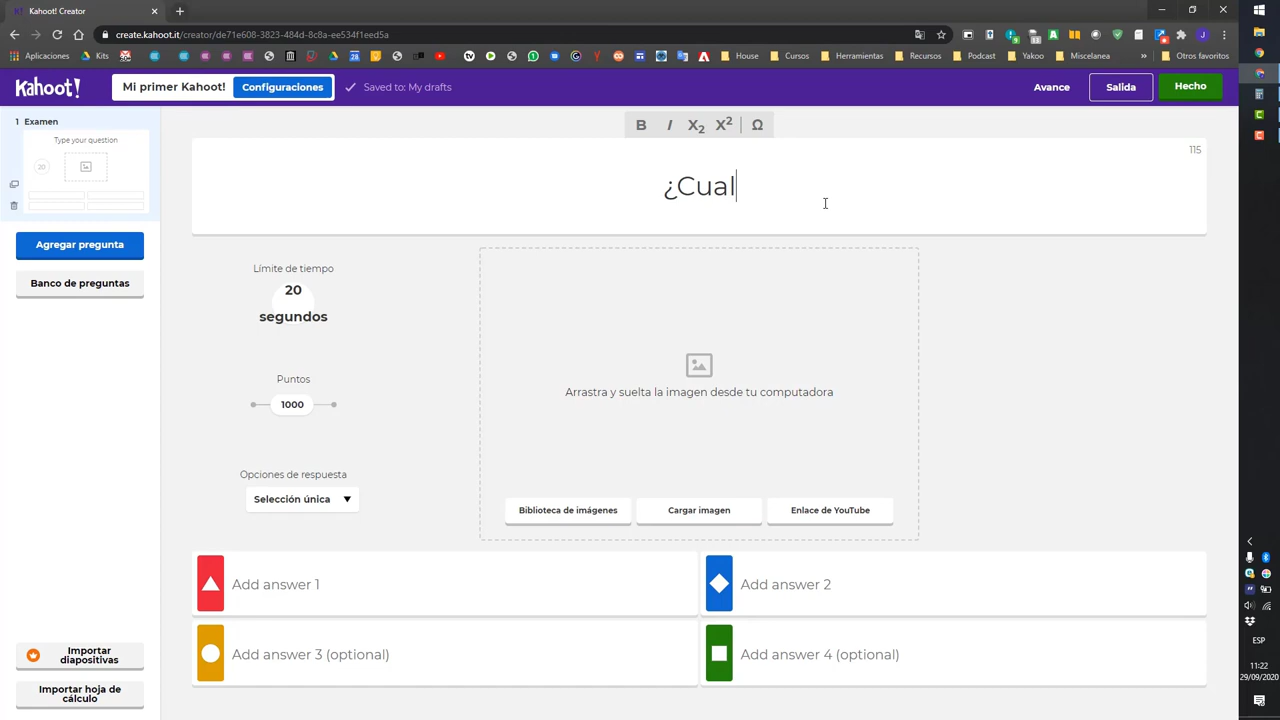 Kahoot! Creator
create.kahoot.it/creator/de71e608-3823-484d-8c8a-ee534f1eed5a
Aplicaciones
Kits
House
Cursos
Herramientas
Recursos
Podcast
Yakoo
Miscelanea
»
Otros favoritos
Kahoot!
Mi primer Kahoot!
Configuraciones
Saved to: My drafts
Avance
Salida
Hecho
1 Examen
Type your question
20
B I X2 X2 Ω
115
¿Cual
Agregar pregunta
Banco de preguntas
Límite de tiempo
20
segundos
Puntos
1000
Opciones de respuesta
Selección única
Arrastra y suelta la imagen desde tu computadora
Biblioteca de imágenes
Cargar imagen
Enlace de YouTube
Add answer 1
Add answer 2
Add answer 3 (optional)
Add answer 4 (optional)
Importar
diapositivas
Importar hoja de
cálculo
ESP
11:22
29/09/2020